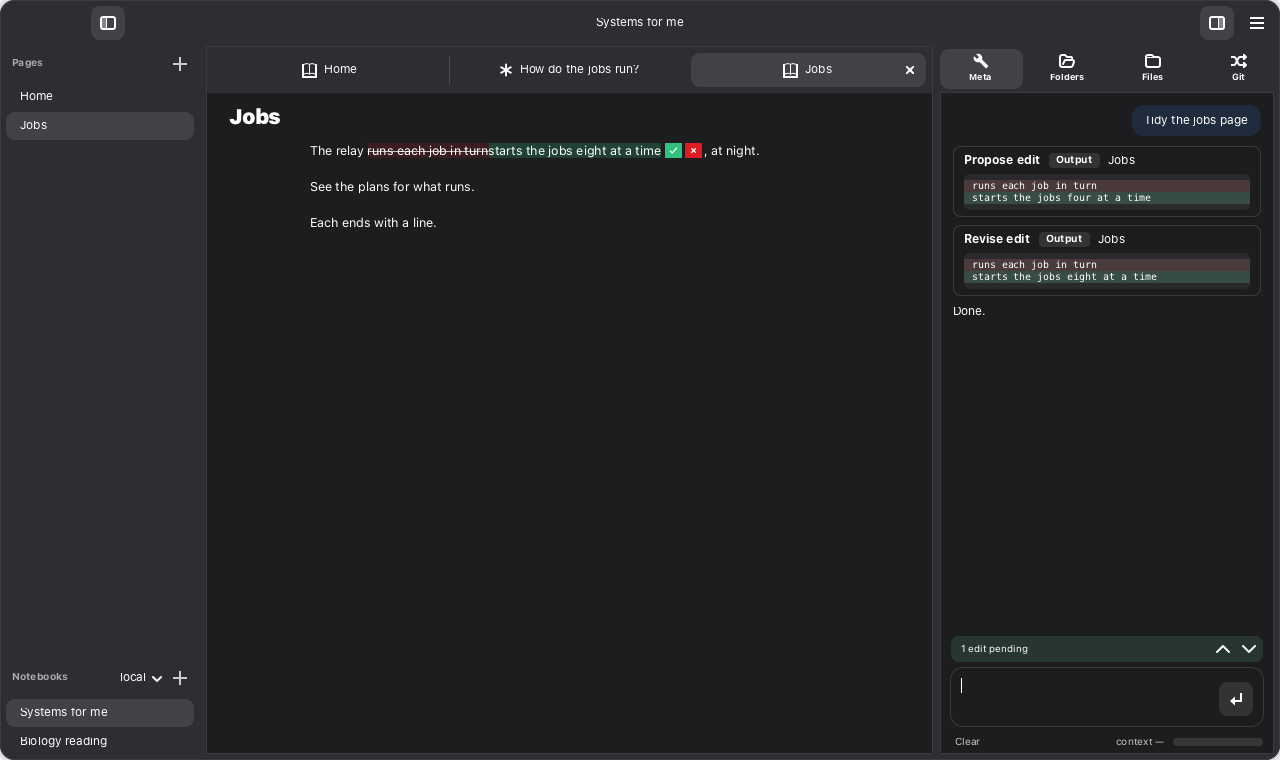 Systems for me
Pages
Home
Jobs
Notebooks
local
Systems for me
Biology reading
Home
How do the jobs run?
Jobs
Jobs
The relay runs each job in turnstarts the jobs eight at a time, at night.
See the plans for what runs.
Each ends with a line.
Meta
Folders
Files
Git
Tidy the jobs page
Propose edit Output Jobs
runs each job in turn
starts the jobs four at a time
Revise edit Output Jobs
runs each job in turn
starts the jobs eight at a time
Done.
1 edit pending
Clear
context —